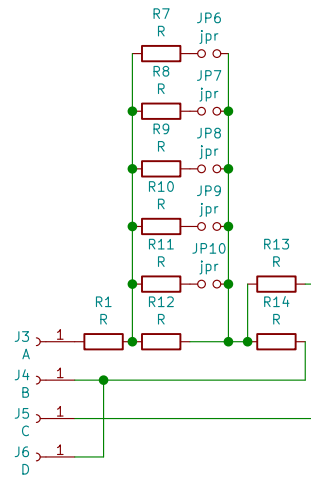 R7 JP6
R jpr
R8 JP7
R jpr
R9 JP8
R jpr
R10 JP9
R jpr
R11 JP10
R jpr
R13
R
R1 R12 R14
R R
J3 1
A
J4 1
B
J5 1
C
J6 1
D